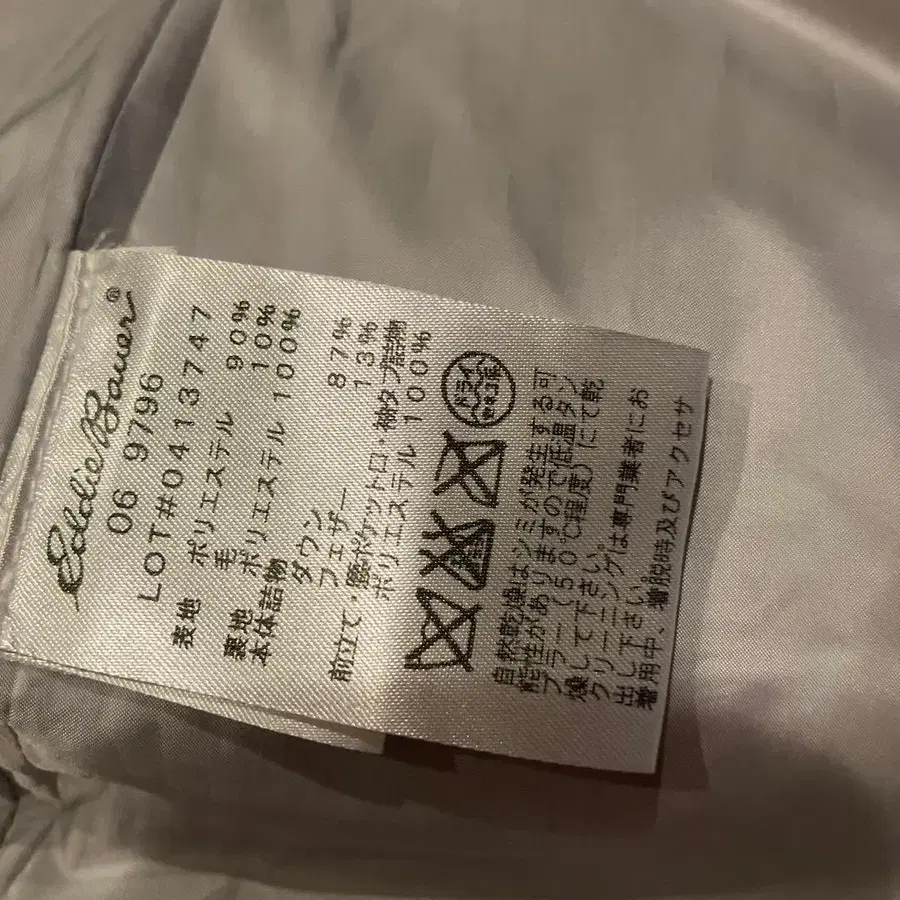 Eddie Bauer®
06 9796
LOT#0413747
表地 ポリエステル 90%
毛 10%
裏地 ポリエステル 100%
本体詰物
ダウン 87%
フェザー 13%
前立て・脇ポケット口・袖タブ部詰物
ポリエステル 100%
ドライ
自然乾燥はシミが発生する可
能性がありますので低温タン
ブラー(50℃程度)にて乾
燥して下さい。
クリーニングは専門業者にお
出し下さい。
着用中、着脱時及びアクセサ